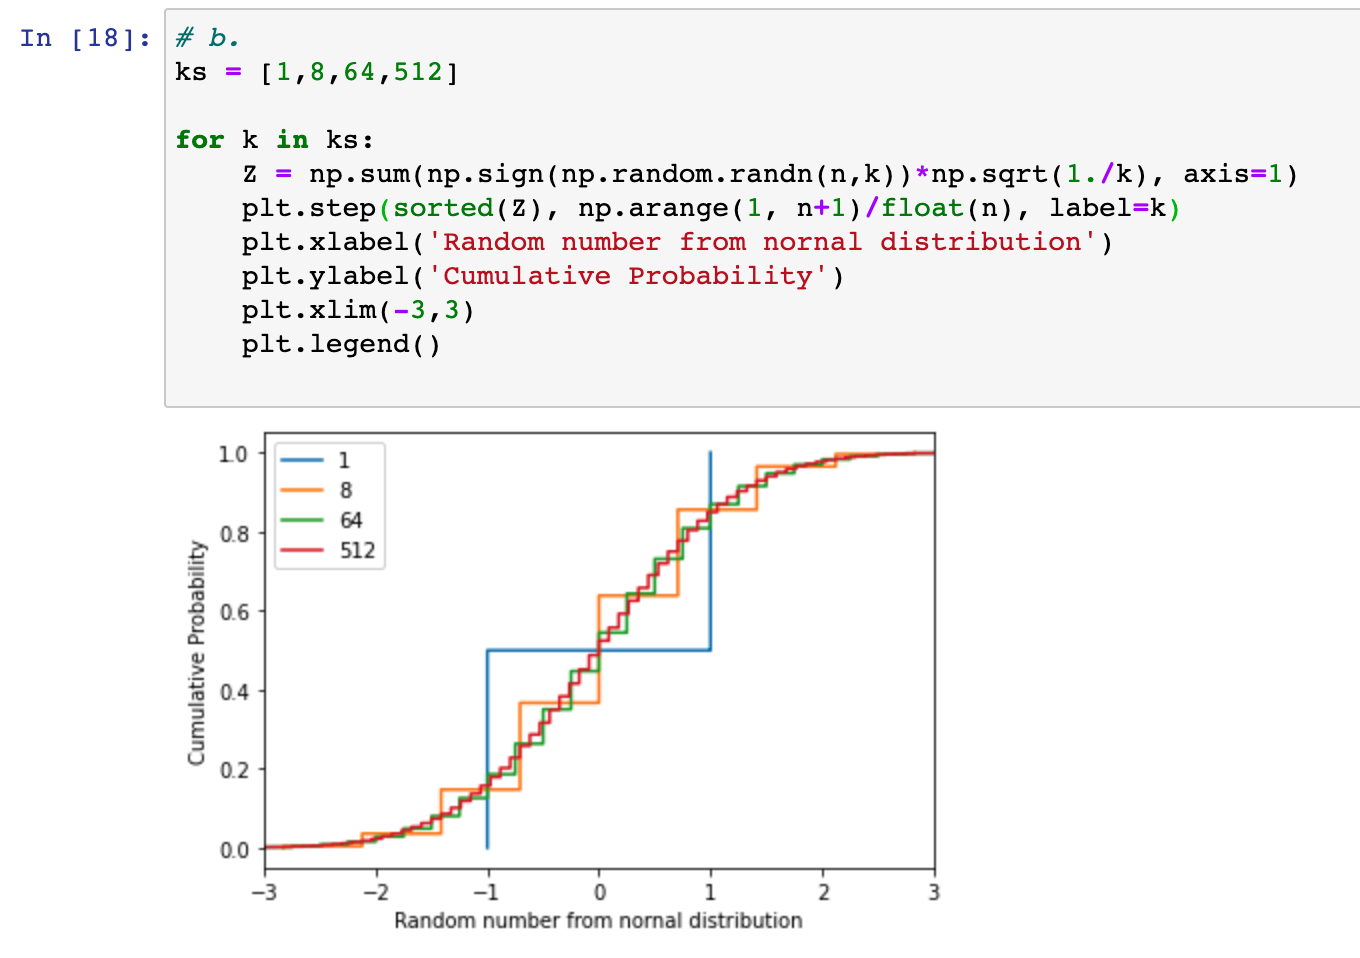 In [18]: # b.
ks = [1,8,64,512]
for k in ks:
    Z = np.sum(np.sign(np.random.randn(n,k))*np.sqrt(1./k), axis=1)
    plt.step(sorted(Z), np.arange(1, n+1)/float(n), label=k)
    plt.xlabel('Random number from nornal distribution')
    plt.ylabel('Cumulative Probability')
    plt.xlim(-3,3)
    plt.legend()
1
8
64
512
1.0
0.8
0.6
0.4
0.2
0.0
Cumulative Probability
−3 −2 −1 0 1 2 3
Random number from nornal distribution